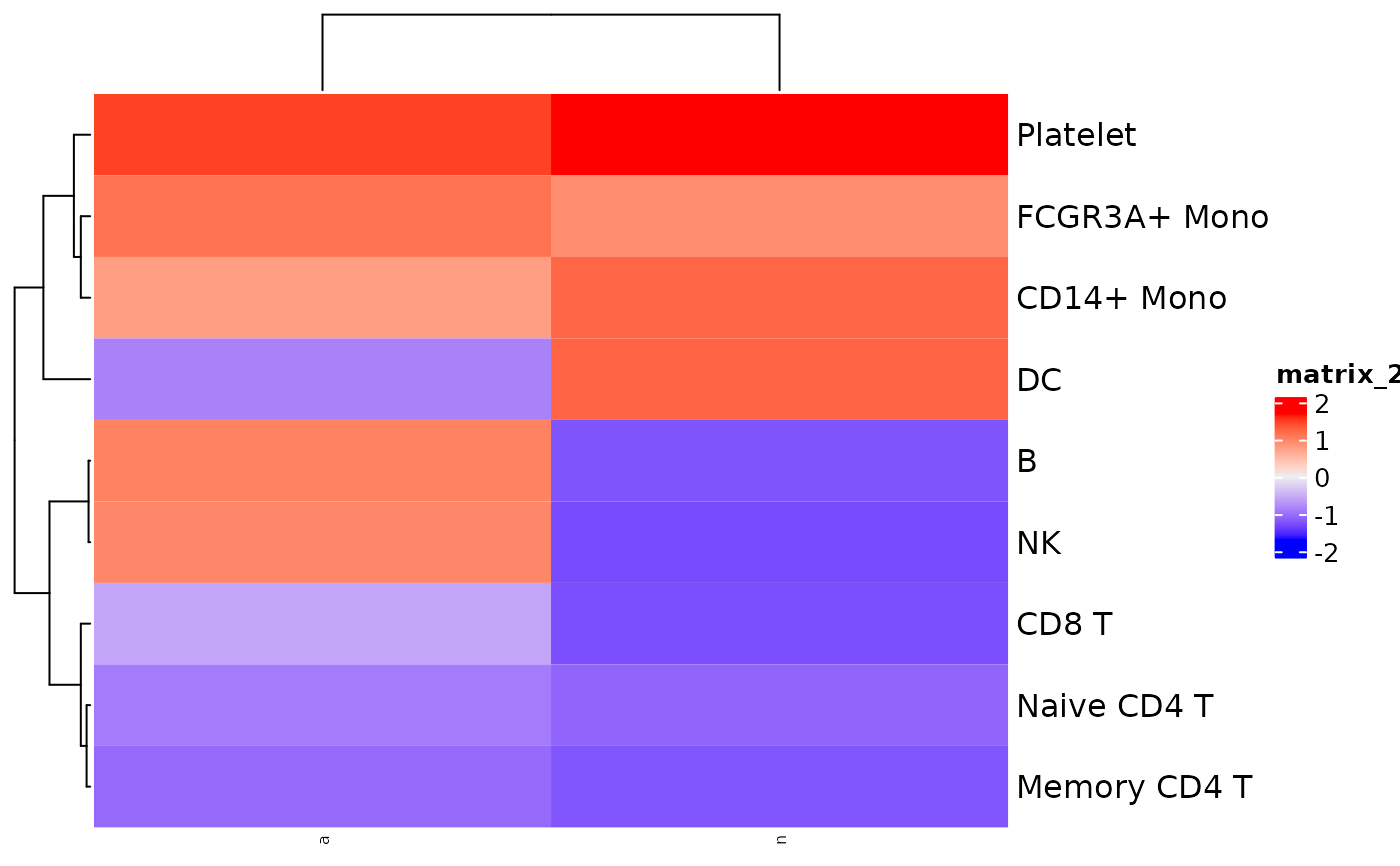 Platelet
FCGR3A+ Mono
CD14+ Mono
DC
B
NK
CD8 T
Naive CD4 T
Memory CD4 T
a
n
matrix_2
2
1
0
-1
-2